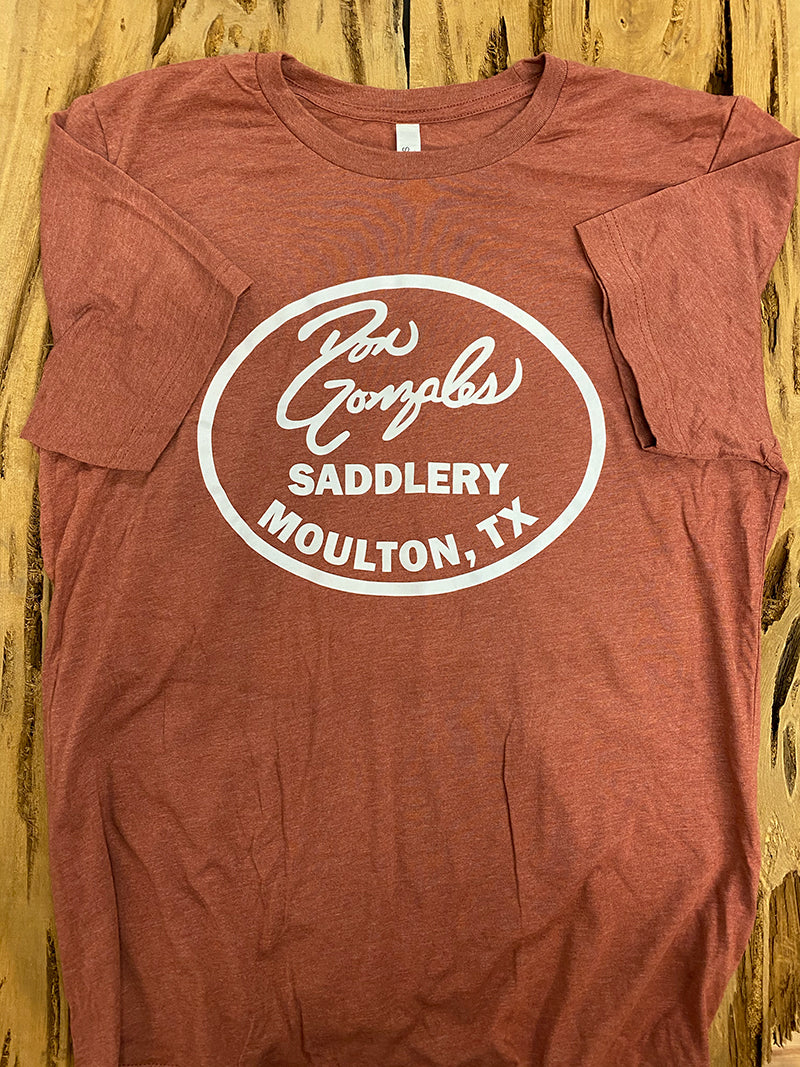 Don
Gonzales
SADDLERY
MOULTON, TX